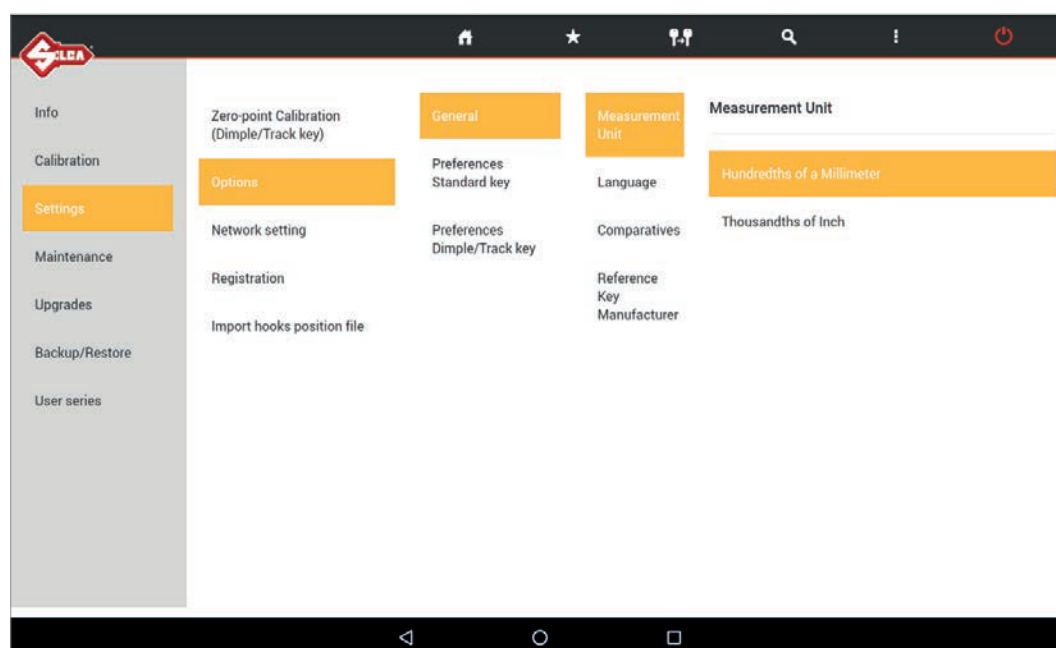 SILCA
Info
Calibration
Settings
Maintenance
Upgrades
Backup/Restore
User series
Zero-point Calibration
(Dimple/Track key)
Options
Network setting
Registration
Import hooks position file
General
Preferences
Standard key
Preferences
Dimple/Track key
Measurement
Unit
Language
Comparatives
Reference
Key
Manufacturer
Measurement Unit
Hundredths of a Millimeter
Thousandths of Inch